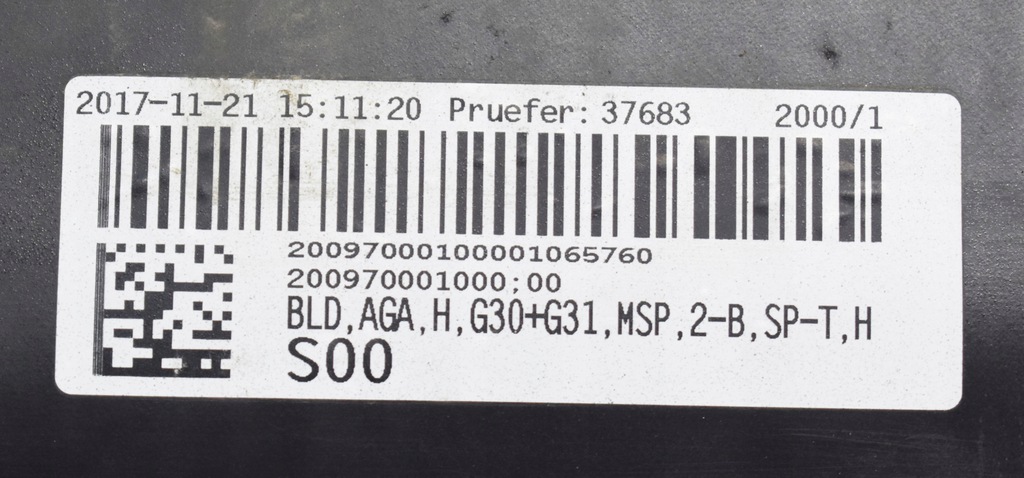 2017-11-21 15:11:20 Pruefer: 37683 2000/1
20097000100001065760
200970001000;00
BLD,AGA,H,G30+G31,MSP,2-B,SP-T,H
S00